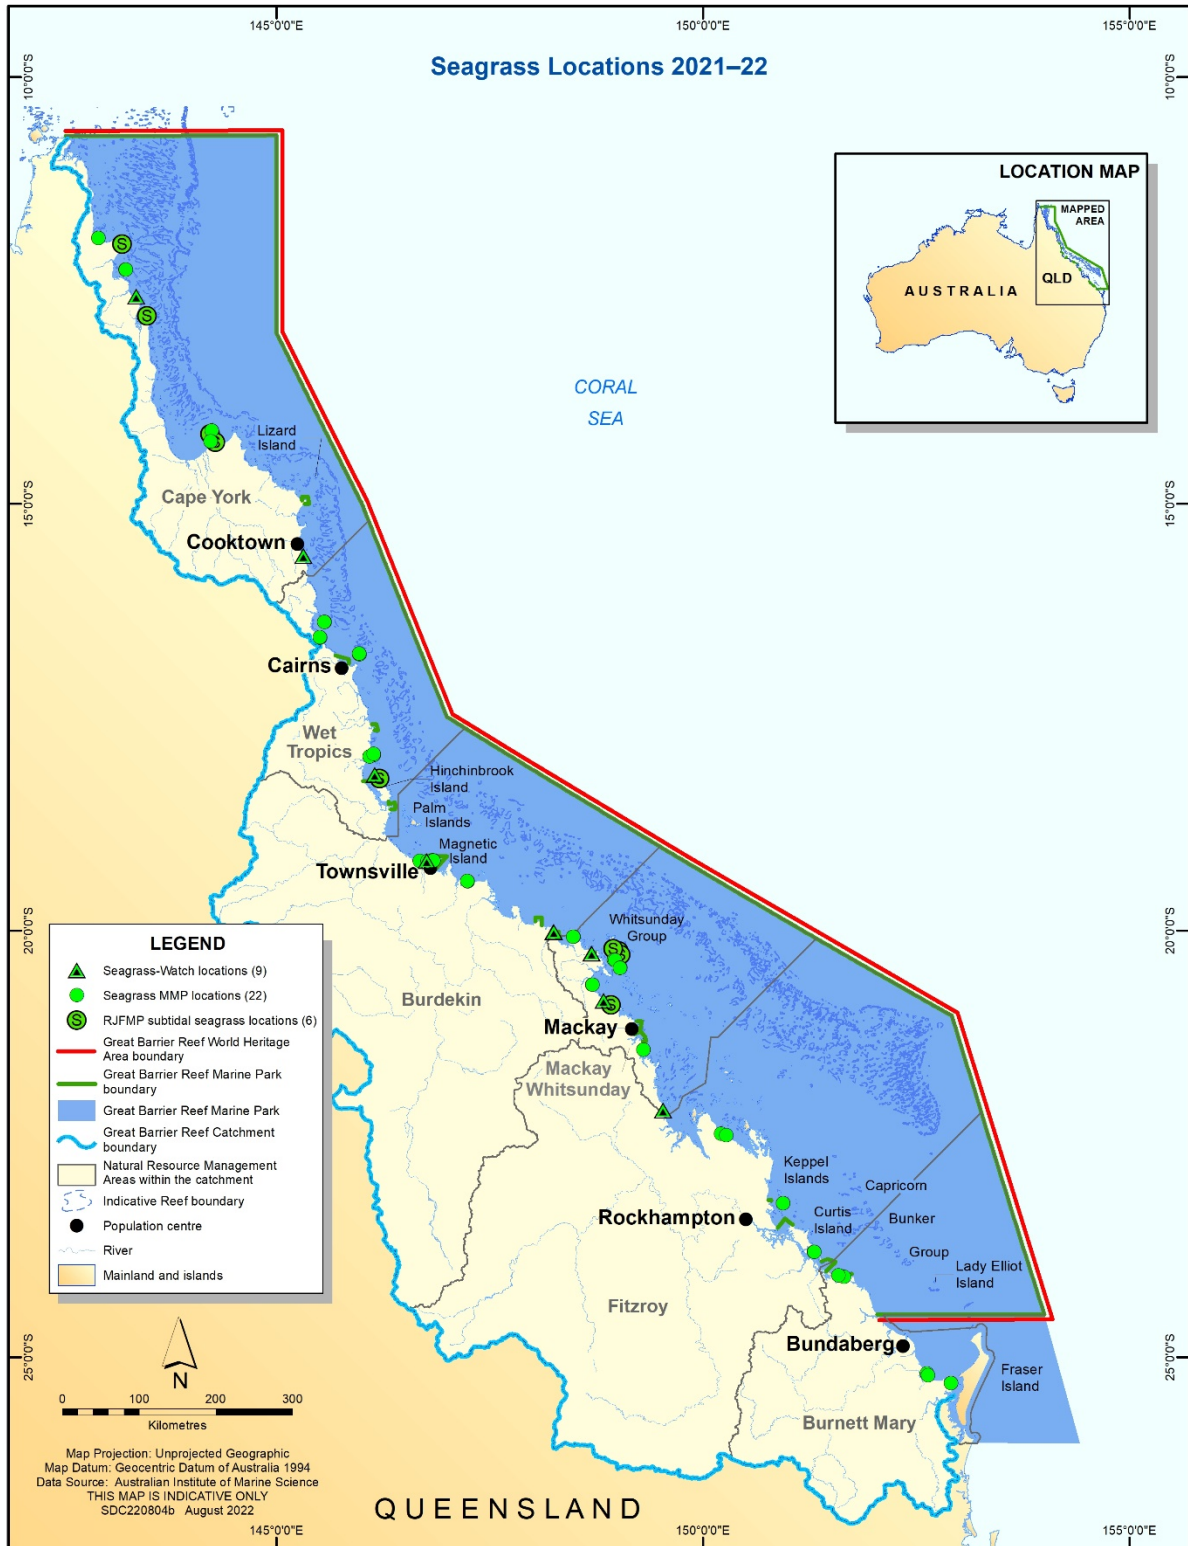 145°0'0"E
150°0'0"E
155°0'0"E
Seagrass Locations 2021–22
10°0'0"S
10°0'0"S
LOCATION MAP
MAPPED
AREA
QLD
AUSTRALIA
CORAL
SEA
Lizard
Island
Cape York
15°0'0"S
15°0'0"S
Cooktown
Cairns
Wet
Tropics
Hinchinbrook
Island
Palm
Islands
Magnetic
Island
Townsville
Whitsunday
Group
20°0'0"S
20°0'0"S
Burdekin
Mackay
Mackay
Whitsunday
Keppel
Islands
Capricorn
Curtis
Island
Bunker
Rockhampton
Group
Lady Elliot
Island
Fitzroy
Bundaberg
Fraser
Island
Burnett Mary
25°0'0"S
25°0'0"S
LEGEND
Seagrass-Watch locations (9)
Seagrass MMP locations (22)
S
RJFMP subtidal seagrass locations (6)
Great Barrier Reef World Heritage
Area boundary
Great Barrier Reef Marine Park
boundary
Great Barrier Reef Marine Park
Great Barrier Reef Catchment
boundary
Natural Resource Management
Areas within the catchment
Indicative Reef boundary
Population centre
River
Mainland and islands
N
0 100 200 300
Kilometres
Map Projection: Unprojected Geographic
Map Datum: Geocentric Datum of Australia 1994
Data Source: Australian Institute of Marine Science
THIS MAP IS INDICATIVE ONLY
SDC220804b August 2022
QUEENSLAND
145°0'0"E
150°0'0"E
155°0'0"E